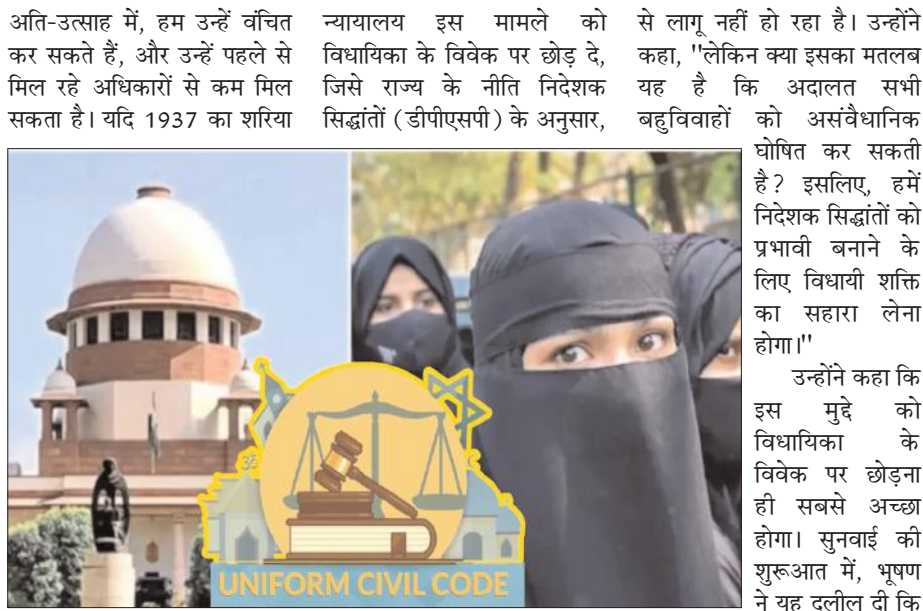 अति-उत्साह में, हम उन्हें वंचित
कर सकते हैं, और उन्हें पहले से
मिल रहे अधिकारों से कम मिल
सकता है। यदि 1937 का शरिया
न्यायालय इस मामले को
विधायिका के विवेक पर छोड़ दे,
जिसे राज्य के नीति निदेशक
सिद्धांतों (डीपीएसपी) के अनुसार,
से लागू नहीं हो रहा है। उन्होंने
कहा, ''लेकिन क्या इसका मतलब
यह है कि अदालत सभी
बहुविवाहों को असंवैधानिक
घोषित कर सकती
है? इसलिए, हमें
निदेशक सिद्धांतों को
प्रभावी बनाने के
लिए विधायी शक्ति
का सहारा लेना
होगा।''
उन्होंने कहा कि
इस मुद्दे को
विधायिका के
विवेक पर छोड़ना
ही सबसे अच्छा
होगा। सुनवाई की
शुरूआत में, भूषण
ने यह दलील दी कि
ॐ
UNIFORM CIVIL CODE